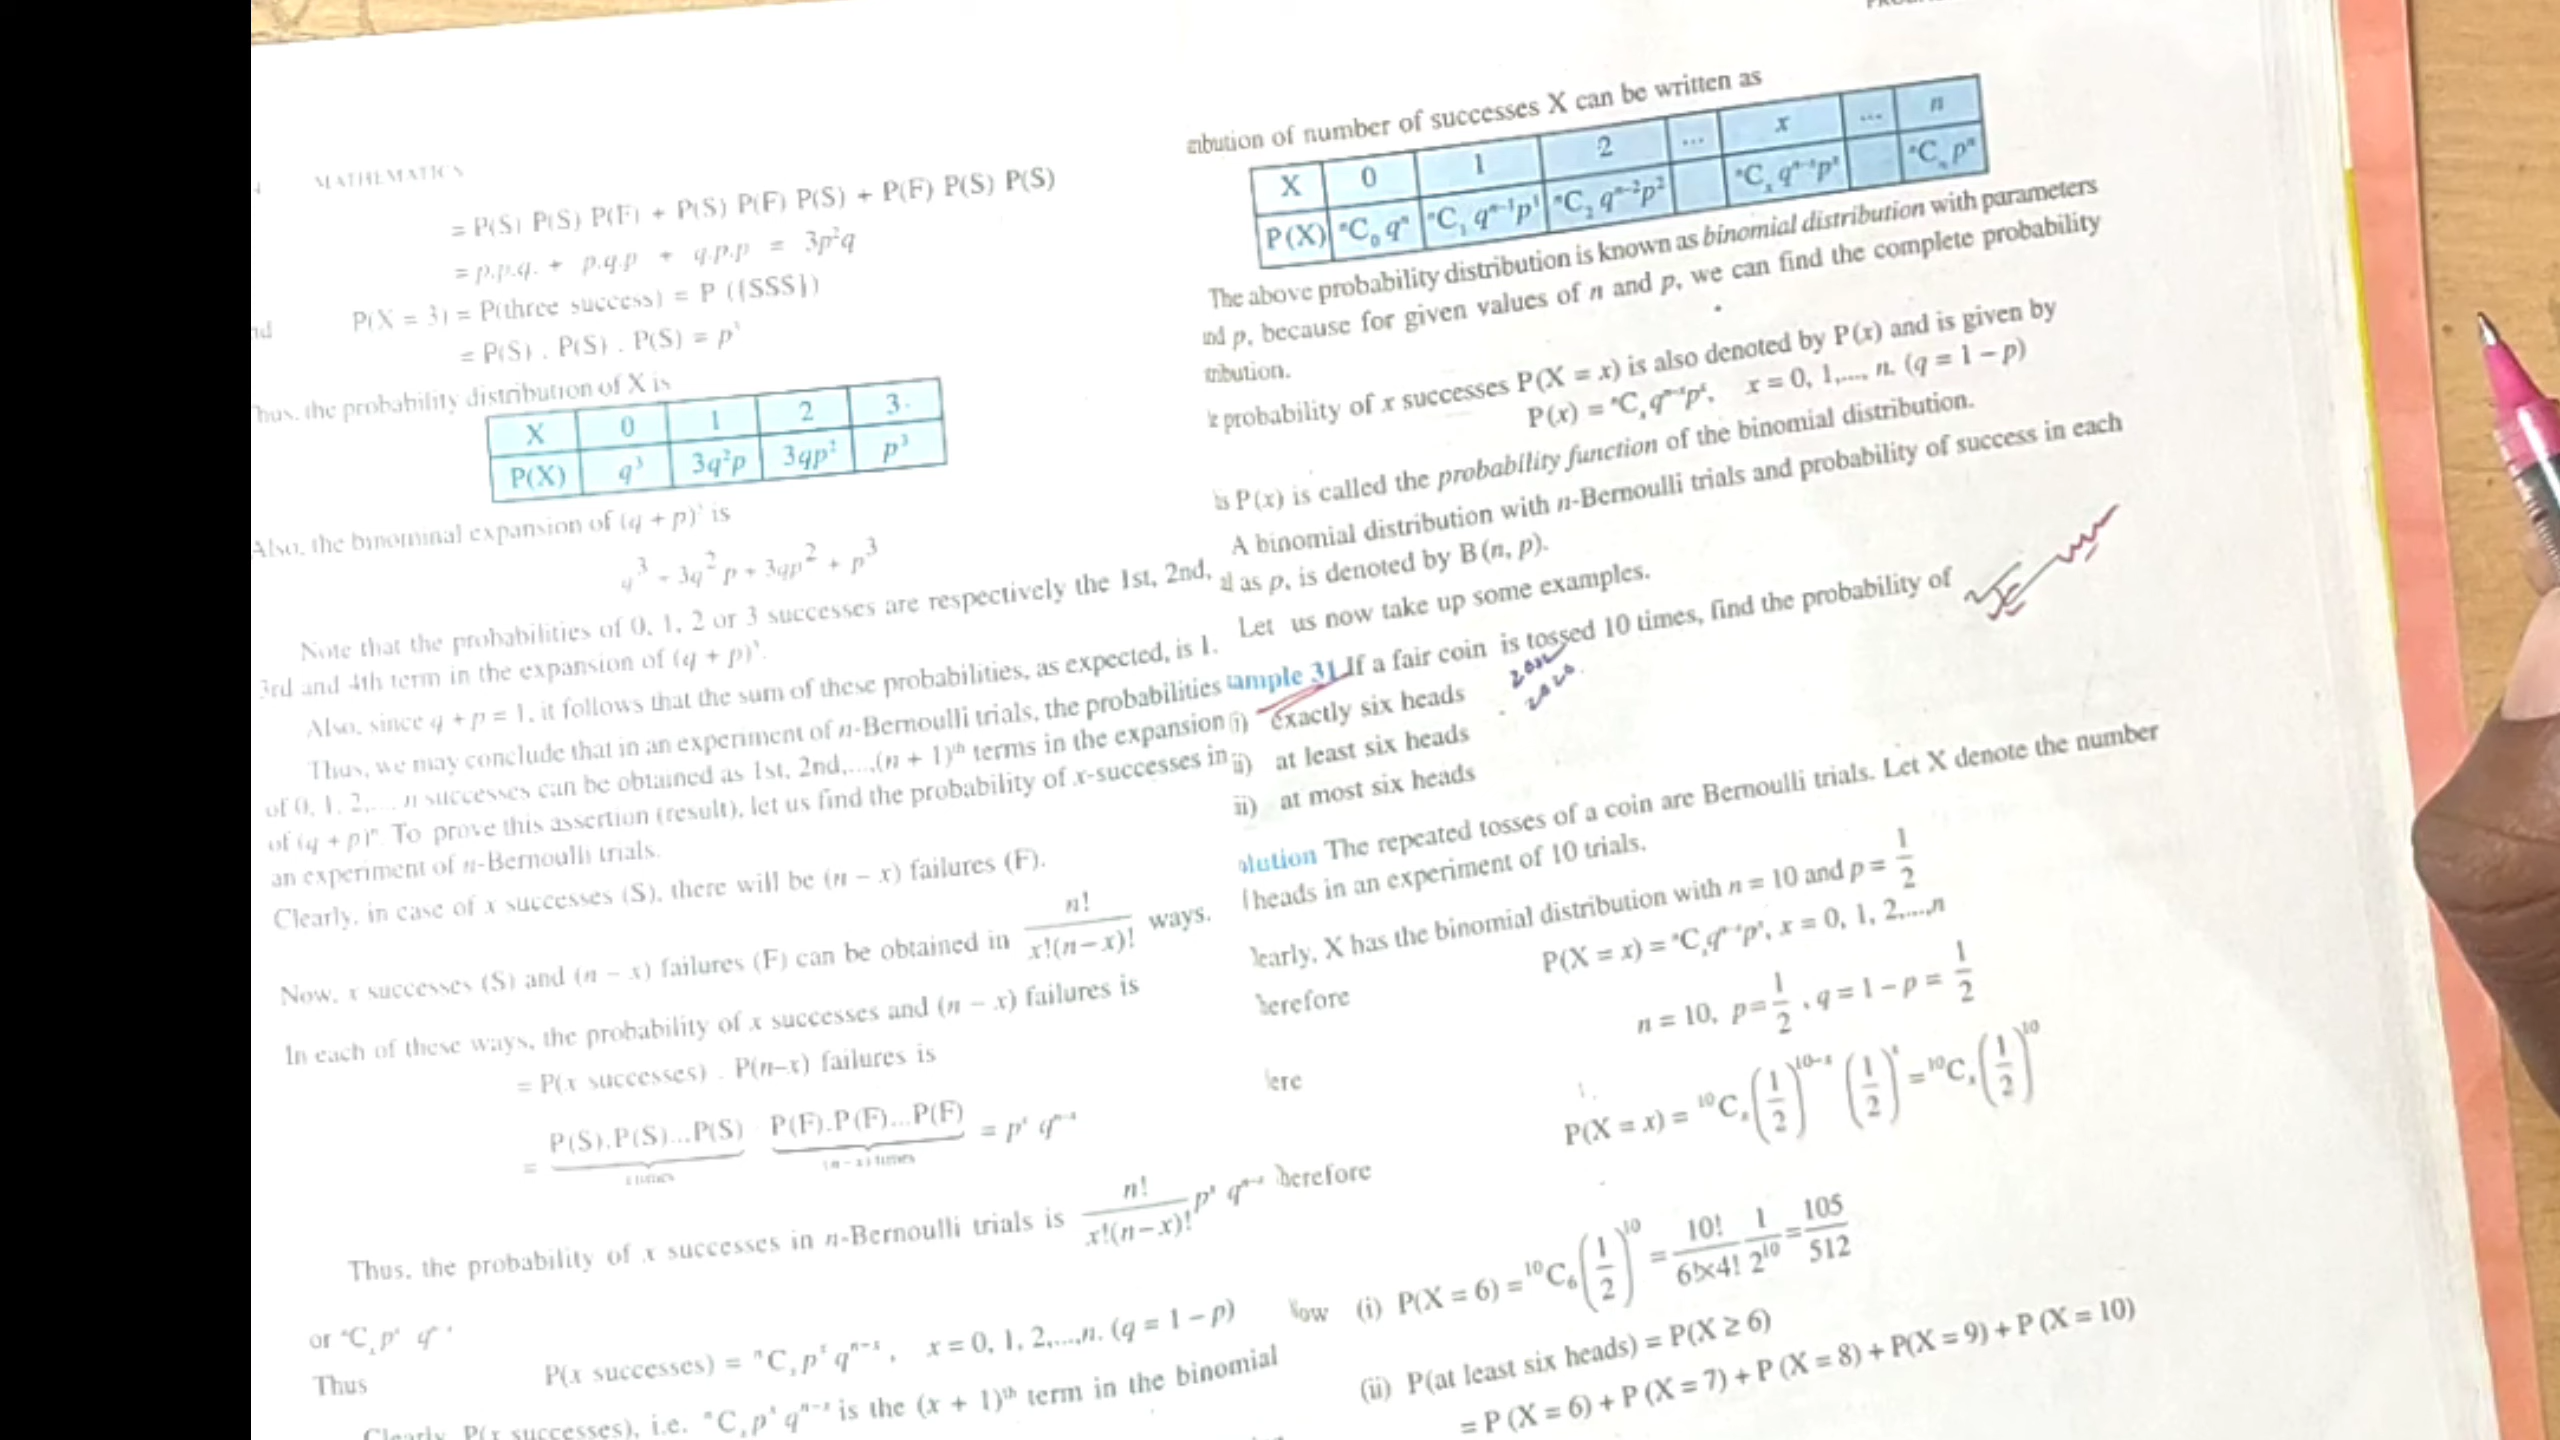 MATHEMATICS
= P(S) P(S) P(F) + P(S) P(F) P(S) + P(F) P(S) P(S)
= p.p.q. + p.q.p + q.p.p = 3p²q
P(X = 3) = P(three success) = P ({SSS})
= P(S) . P(S) . P(S) = p³
hus, the probability distribution of X is
X 0 1 2 3
P(X) q³ 3q²p 3qp² p³
Also, the binominal expansion of (q + p)³ is
q³ + 3q²p + 3qp² + p³
Note that the probabilities of 0, 1, 2 or 3 successes are respectively the 1st, 2nd,
3rd and 4th term in the expansion of (q + p)³.
Also, since q + p = 1, it follows that the sum of these probabilities, as expected, is 1.
Thus, we may conclude that in an experiment of n-Bernoulli trials, the probabilities
of 0, 1, 2,..., n successes can be obtained as 1st, 2nd,...,(n + 1)ᵗʰ terms in the expansion
of (q + p)ⁿ. To prove this assertion (result), let us find the probability of x-successes in
an experiment of n-Bernoulli trials.
Clearly, in case of x successes (S), there will be (n – x) failures (F).
Now, x successes (S) and (n – x) failures (F) can be obtained in n!/x!(n–x)! ways.
In each of these ways, the probability of x successes and (n – x) failures is
= P(x successes) . P(n–x) failures is
= P(S).P(S)...P(S) P(F).P(F)...P(F) = pˣ qⁿ⁻ˣ
x times (n – x) times
Thus, the probability of x successes in n-Bernoulli trials is n!/x!(n–x)! pˣ qⁿ⁻ˣ
or ⁿCₓ pˣ qⁿ⁻ˣ
Thus P(x successes) = ⁿCₓ pˣ qⁿ⁻ˣ, x = 0, 1, 2,...,n. (q = 1 – p)
Clearly, P(x successes), i.e. ⁿCₓ pˣ qⁿ⁻ˣ is the (x + 1)ᵗʰ term in the binomial
ibution of number of successes X can be written as
X 0 1 2 ... x ... n
P(X) ⁿC₀ qⁿ ⁿC₁ qⁿ⁻¹p¹ ⁿC₂ qⁿ⁻²p² ⁿCₓ qⁿ⁻ˣpˣ ⁿCₙ pⁿ
The above probability distribution is known as binomial distribution with parameters
nd p, because for given values of n and p, we can find the complete probability
tribution.
probability of x successes P(X = x) is also denoted by P(x) and is given by
P(x) = ⁿCₓ qⁿ⁻ˣpˣ, x = 0, 1,..., n. (q = 1 – p)
is P(x) is called the probability function of the binomial distribution.
A binomial distribution with n-Bernoulli trials and probability of success in each
as p, is denoted by B(n, p).
Let us now take up some examples.
ample 31 If a fair coin is tossed 10 times, find the probability of
i) exactly six heads
ii) at least six heads
ii) at most six heads
2020
olution The repeated tosses of a coin are Bernoulli trials. Let X denote the number
heads in an experiment of 10 trials.
learly, X has the binomial distribution with n = 10 and p = 1/2
herefore P(X = x) = ⁿCₓqⁿ⁻ˣpˣ, x = 0, 1, 2,...,n
ere n = 10, p = 1/2, q = 1 – p = 1/2
herefore P(X = x) = ¹⁰Cₓ(1/2)¹⁰⁻ˣ (1/2)ˣ = ¹⁰Cₓ(1/2)¹⁰
low (i) P(X = 6) = ¹⁰C₆(1/2)¹⁰ = 10!/6!×4! 1/2¹⁰ = 105/512
(ii) P(at least six heads) = P(X ≥ 6)
= P (X = 6) + P (X = 7) + P (X = 8) + P(X = 9) + P (X = 10)